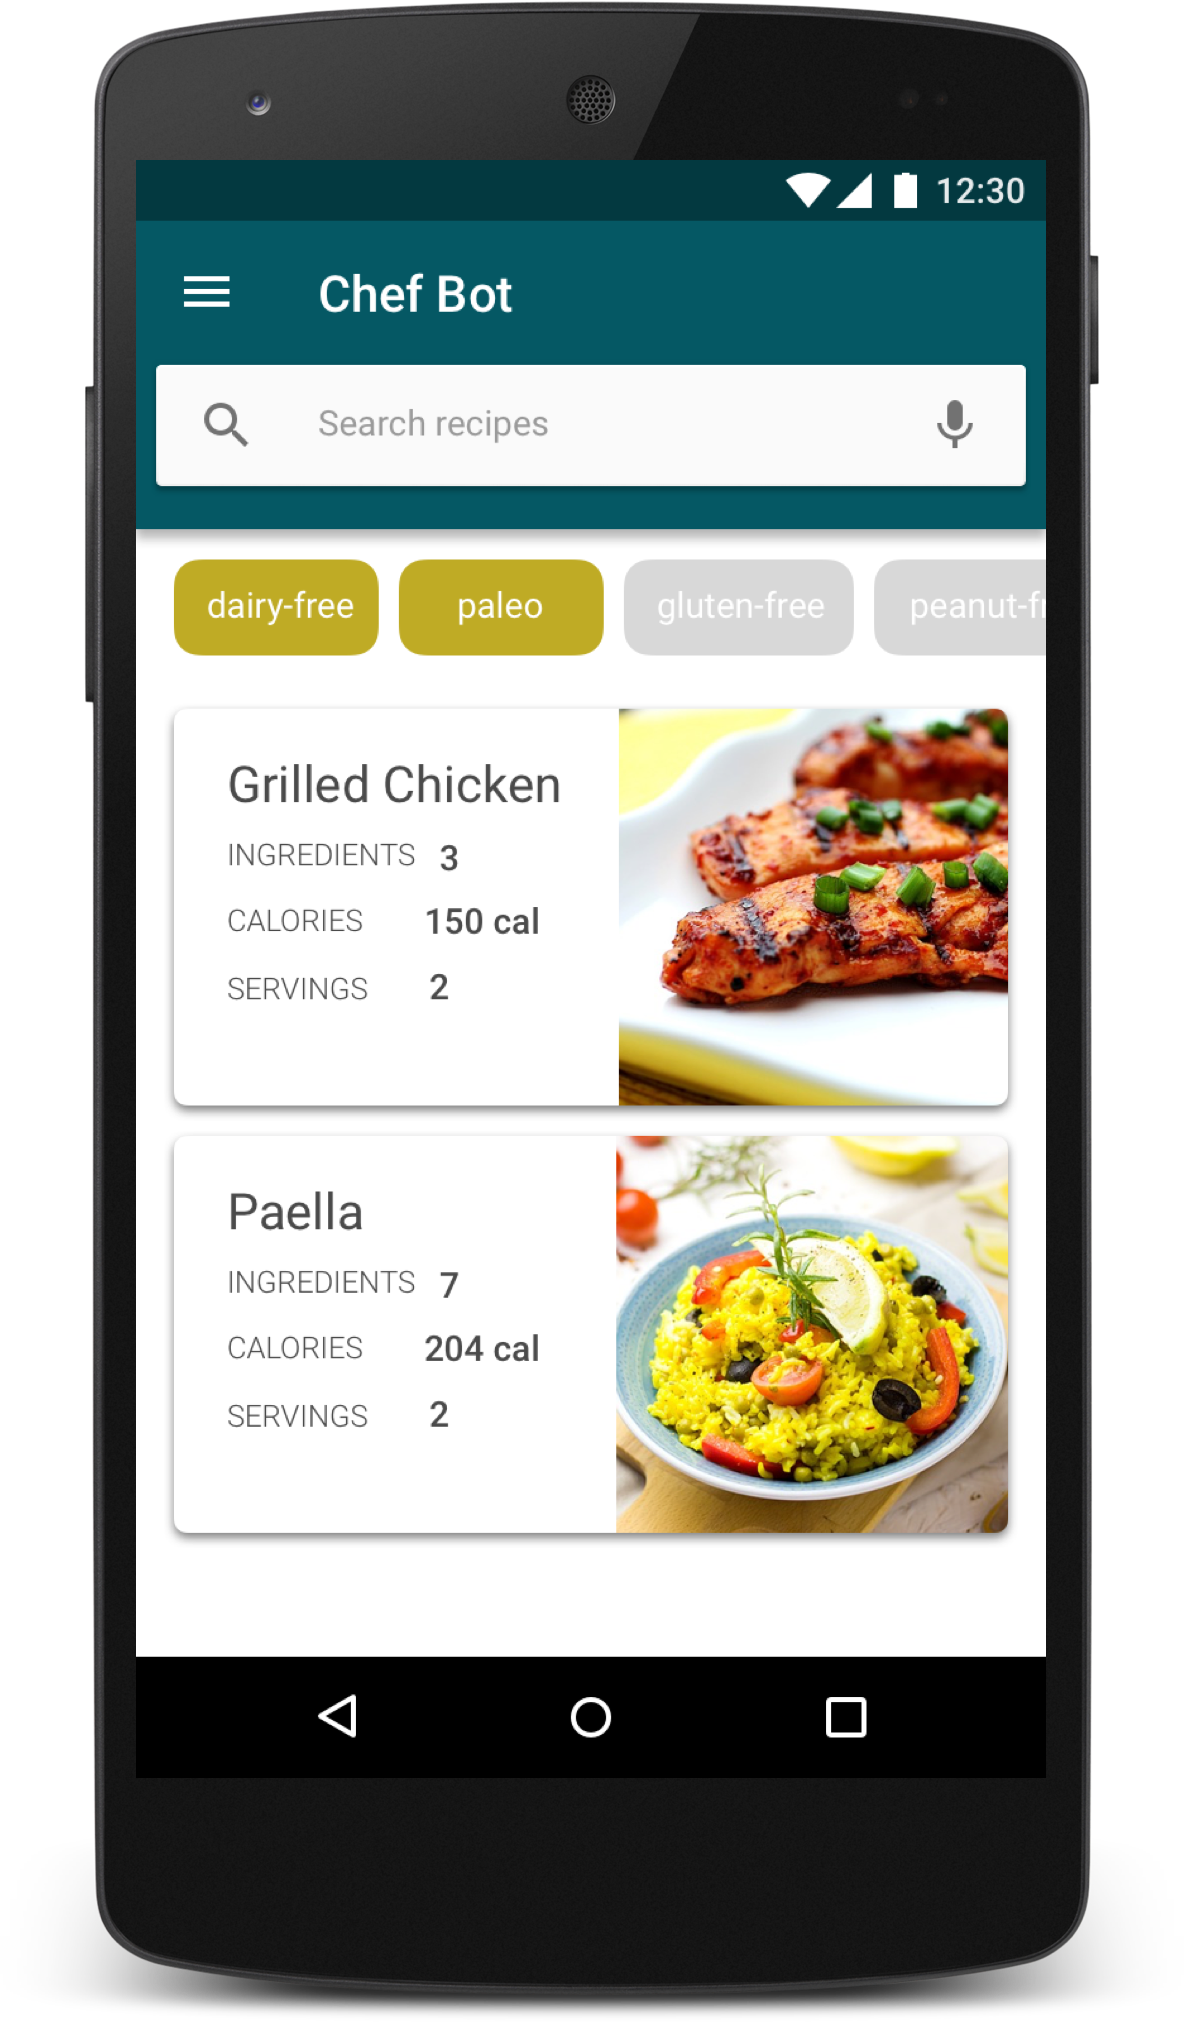 12:30
Chef Bot
Search recipes
dairy-free paleo gluten-free peanut-fr
Grilled Chicken
INGREDIENTS 3
CALORIES 150 cal
SERVINGS 2
Paella
INGREDIENTS 7
CALORIES 204 cal
SERVINGS 2